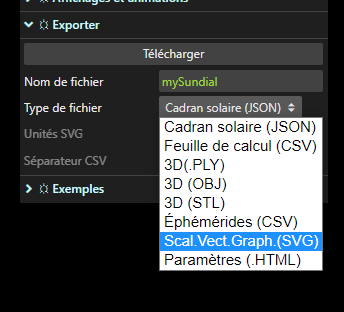 Affichages et animations
Exporter
Télécharger
Nom de fichier mySundial
Type de fichier Cadran solaire (JSON)
Unités SVG
Séparateur CSV
Exemples
Cadran solaire (JSON)
Feuille de calcul (CSV)
3D(.PLY)
3D (OBJ)
3D (STL)
Éphémérides (CSV)
Scal.Vect.Graph.(SVG)
Paramètres (.HTML)